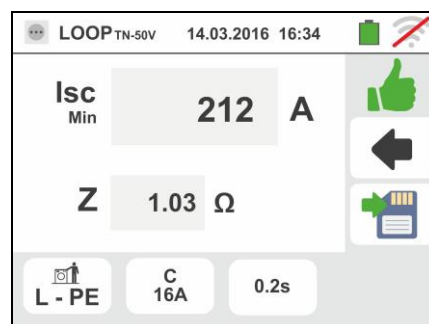 LOOP TN-50V 14.03.2016 16:34
Isc
Min
212 A
Z 1.03 Ω
L - PE
C
16A
0.2s